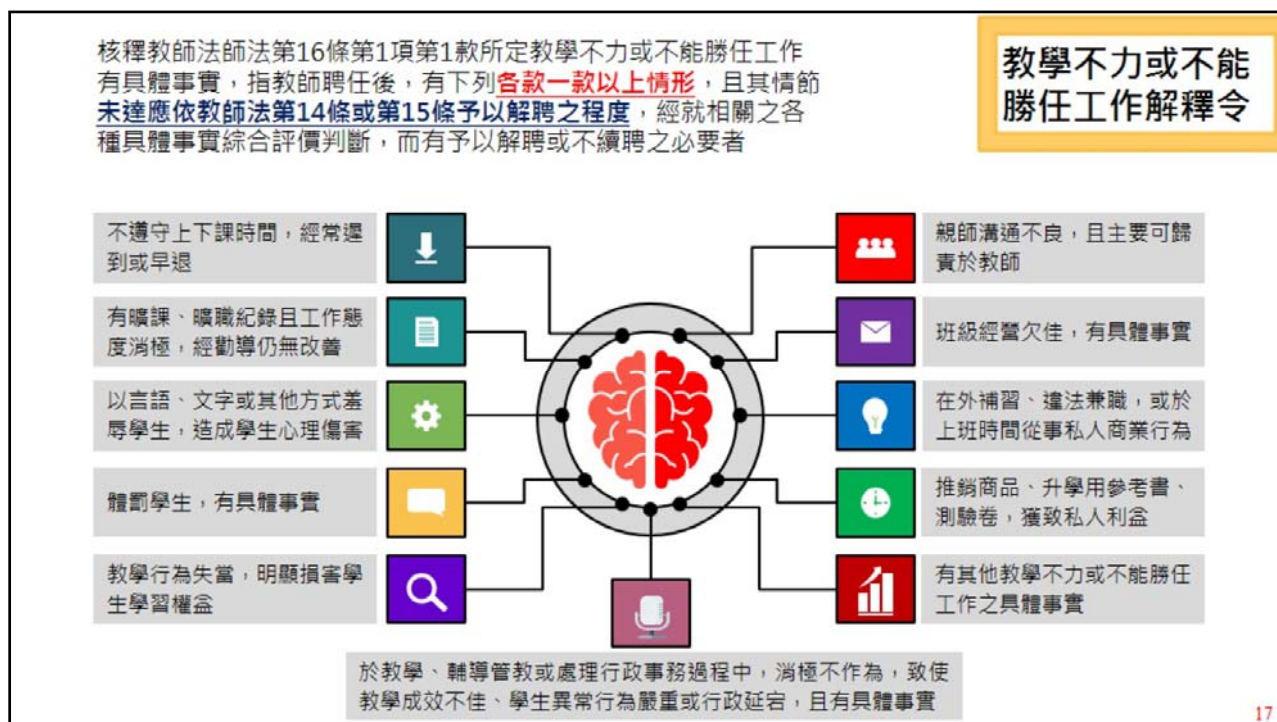 核釋教師法師法第16條第1項第1款所定教學不力或不能勝任工作
有具體事實，指教師聘任後，有下列各款一款以上情形，且其情節
未達應依教師法第14條或第15條予以解聘之程度，經就相關之各
種具體事實綜合評價判斷，而有予以解聘或不續聘之必要者
教學不力或不能
勝任工作解釋令
不遵守上下課時間，經常遲
到或早退
有曠課、曠職紀錄且工作態
度消極，經勸導仍無改善
以言語、文字或其他方式羞
辱學生，造成學生心理傷害
體罰學生，有具體事實
教學行為失當，明顯損害學
生學習權益
親師溝通不良，且主要可歸
責於教師
班級經營欠佳，有具體事實
在外補習、違法兼職，或於
上班時間從事私人商業行為
推銷商品、升學用參考書、
測驗卷，獲致私人利益
有其他教學不力或不能勝任
工作之具體事實
於教學、輔導管教或處理行政事務過程中，消極不作為，致使
教學成效不佳、學生異常行為嚴重或行政延宕，且有具體事實
17